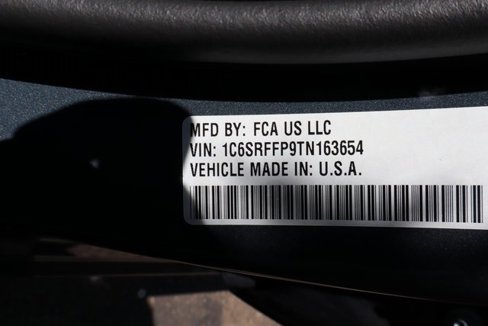 MFD BY: FCA US LLC
VIN: 1C6SRFFP9TN163654
VEHICLE MADE IN: U.S.A.